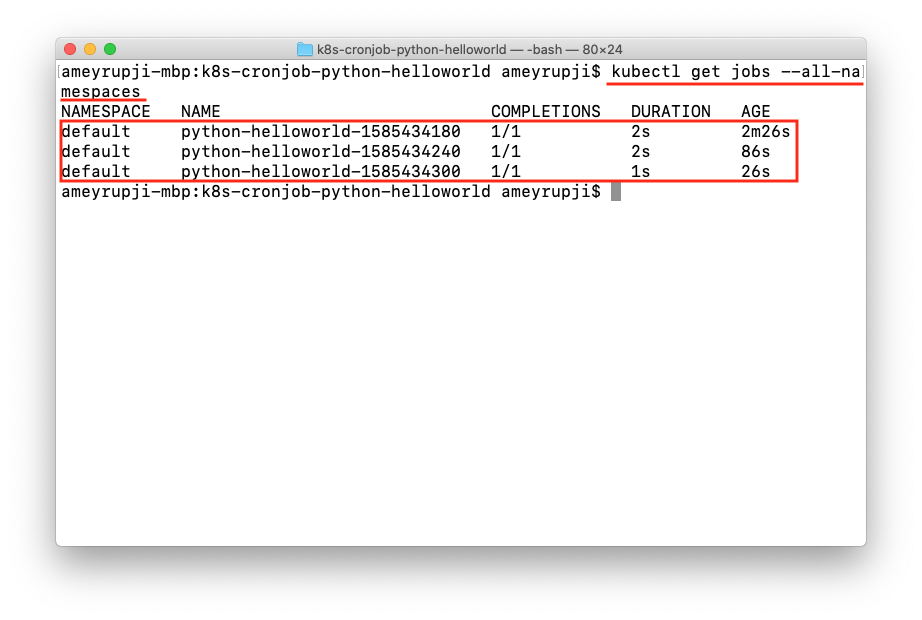 k8s-cronjob-python-helloworld — -bash — 80×24
[ameyrupji-mbp:k8s-cronjob-python-helloworld ameyrupji$ kubectl get jobs --all-na]
mespaces
NAMESPACE   NAME                           COMPLETIONS   DURATION   AGE
default     python-helloworld-1585434180   1/1           2s         2m26s
default     python-helloworld-1585434240   1/1           2s         86s
default     python-helloworld-1585434300   1/1           1s         26s
ameyrupji-mbp:k8s-cronjob-python-helloworld ameyrupji$